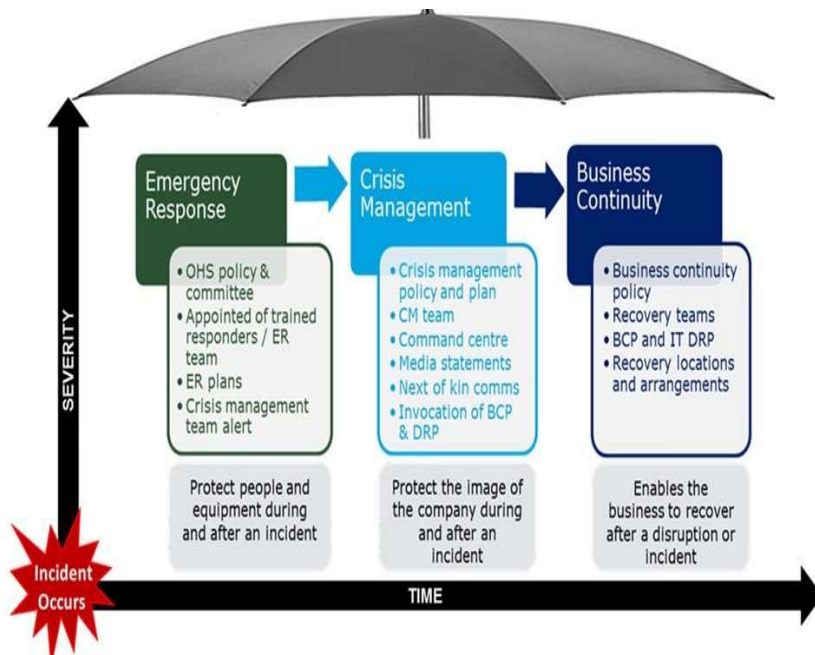 Emergency
Response
• OHS policy &
committee
• Appointed of trained
responders / ER
team
• ER plans
• Crisis management
team alert
Protect people and
equipment during
and after an incident
Crisis
Management
• Crisis management
policy and plan
• CM team
• Command centre
• Media statements
• Next of kin comms
• Invocation of BCP
& DRP
Protect the image of
the company during
and after an
incident
Business
Continuity
• Business continuity
policy
• Recovery teams
• BCP and IT DRP
• Recovery locations
and arrangements
Enables the
business to recover
after a disruption or
incident
SEVERITY
Incident
Occurs
TIME